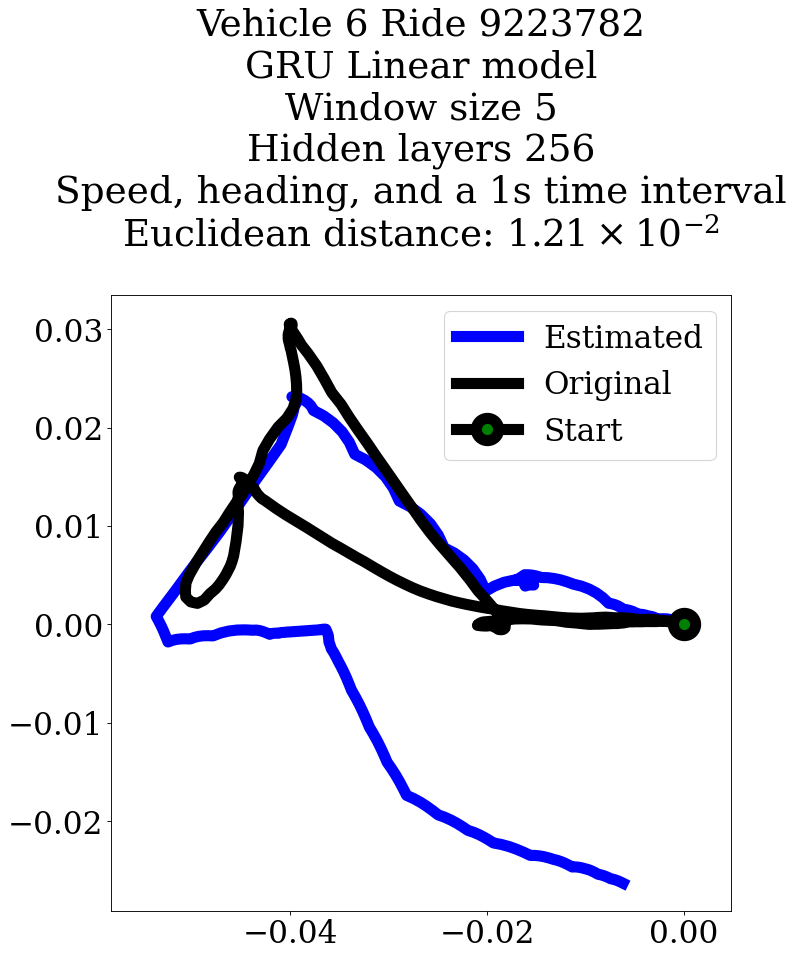 Vehicle 6 Ride 9223782
GRU Linear model
Window size 5
Hidden layers 256
Speed, heading, and a 1s time interval
Euclidean distance: 1.21 × 10⁻²
Estimated
Original
Start
0.03
0.02
0.01
0.00
−0.01
−0.02
−0.04
−0.02
0.00